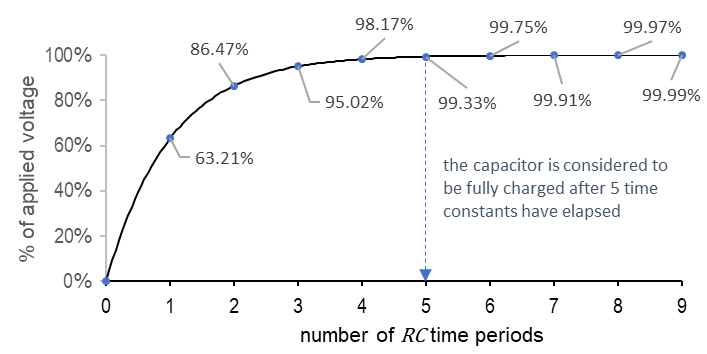 98.17%
99.75%
99.97%
86.47%
100%
80%
60%
40%
20%
0%
% of applied voltage
95.02%
99.33%
99.91%
99.99%
63.21%
the capacitor is considered to
be fully charged after 5 time
constants have elapsed
0 1 2 3 4 5 6 7 8 9
number of RC time periods